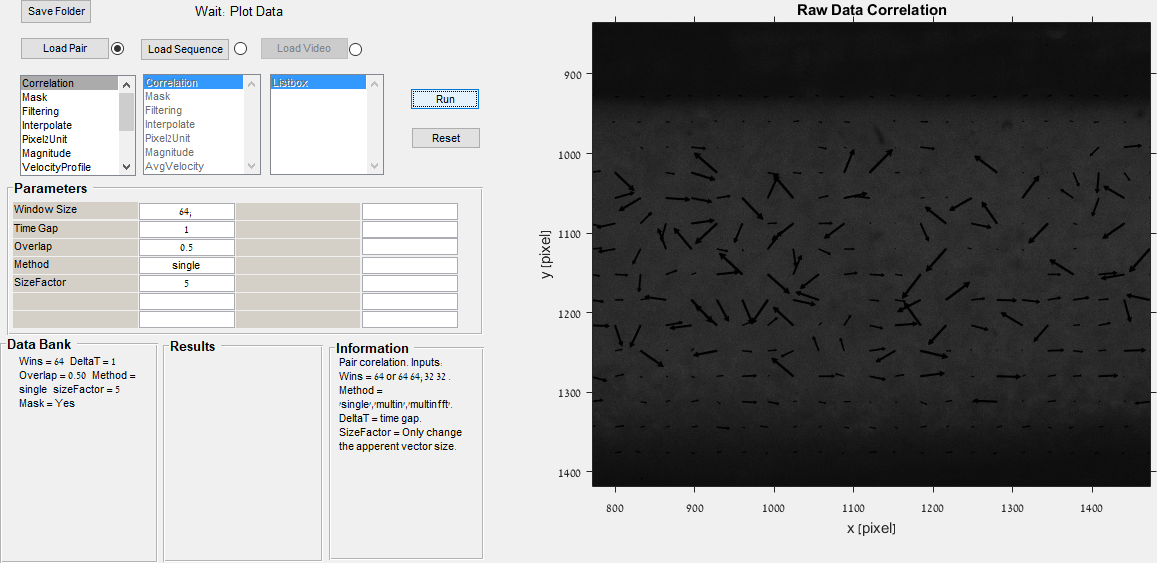 Save Folder
Wait: Plot Data
Load Pair
Load Sequence
Load Video
Correlation
Mask
Filtering
Interpolate
Pixel2Unit
Magnitude
VelocityProfile
Correlation
Mask
Filtering
Interpolate
Pixel2Unit
Magnitude
AvgVelocity
Listbox
Run
Reset
Parameters
Window Size 64;
Time Gap 1
Overlap 0.5
Method single
SizeFactor 5
Data Bank
Wins = 64 DeltaT = 1
Overlap = 0.50 Method =
single sizeFactor = 5
Mask = Yes
Results
Information
Pair corelation. Inputs:
Wins = 64 or 64 64; 32 32 .
Method =
'single','multin','multinfft'.
DeltaT = time gap.
SizeFactor = Only change
the apperent vector size.
Raw Data Correlation
y [pixel]
900
1000
1100
1200
1300
1400
800 900 1000 1100 1200 1300 1400
x [pixel]